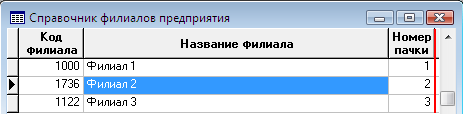 Справочник филиалов предприятия
Код филиала Название филиала Номер пачки
1000 Филиал 1 1
1736 Филиал 2 2
1122 Филиал 3 3